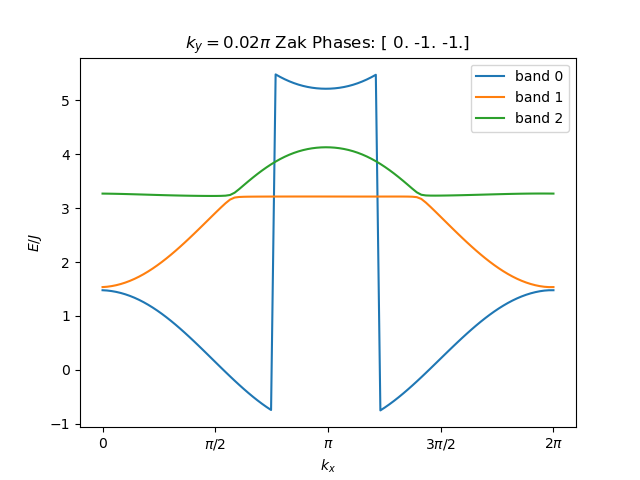 $k_y = 0.02\pi$ Zak Phases: [ 0. -1. -1.]
band 0
band 1
band 2
5
4
3
2
1
0
−1
E/J
0
π/2
π
3π/2
2π
$k_x$